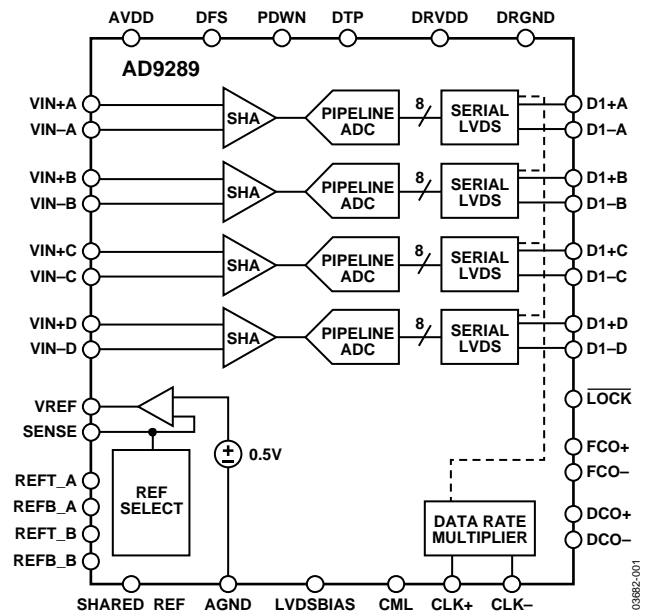 AVDD DFS PDWN DTP DRVDD DRGND
AD9289
VIN+A
VIN–A
SHA
PIPELINE
ADC
8
SERIAL
LVDS
D1+A
D1–A
VIN+B
VIN–B
SHA
PIPELINE
ADC
8
SERIAL
LVDS
D1+B
D1–B
VIN+C
VIN–C
SHA
PIPELINE
ADC
8
SERIAL
LVDS
D1+C
D1–C
VIN+D
VIN–D
SHA
PIPELINE
ADC
8
SERIAL
LVDS
D1+D
D1–D
VREF
SENSE
0.5V
REFT_A
REFB_A
REFT_B
REFB_B
REF
SELECT
DATA RATE
MULTIPLIER
LOCK
FCO+
FCO–
DCO+
DCO–
SHARED REF AGND LVDSBIAS CML CLK+ CLK–
03682-001